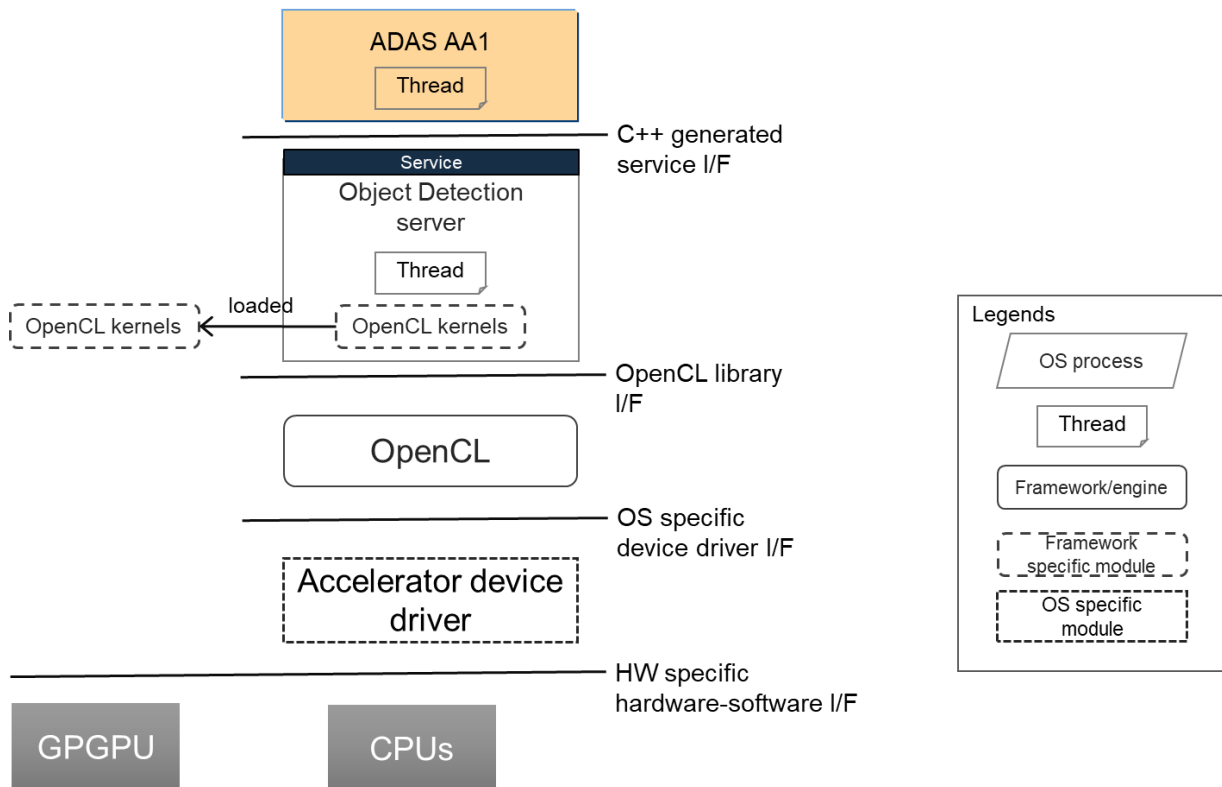 ADAS AA1
Thread
C++ generated
service I/F
Service
Object Detection
server
Thread
loaded
OpenCL kernels
OpenCL kernels
OpenCL library
I/F
OpenCL
OS specific
device driver I/F
Accelerator device
driver
HW specific
hardware-software I/F
GPGPU
CPUs
Legends
OS process
Thread
Framework/engine
Framework
specific module
OS specific
module